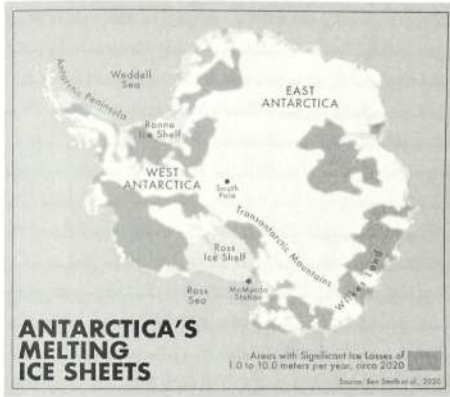 Weddell
Sea
Antarctic Peninsula
EAST
ANTARCTICA
Ronne
Ice Shelf
WEST
ANTARCTICA
South
Pole
Transantarctic Mountains
Ross
Ice Shelf
Wilkes Land
Ross
Sea
McMurdo
Station
ANTARCTICA'S
MELTING
ICE SHEETS
Areas with Significant Ice Losses of
1.0 to 10.0 meters per year, circa 2020
Source: Ben Smith et al., 2020